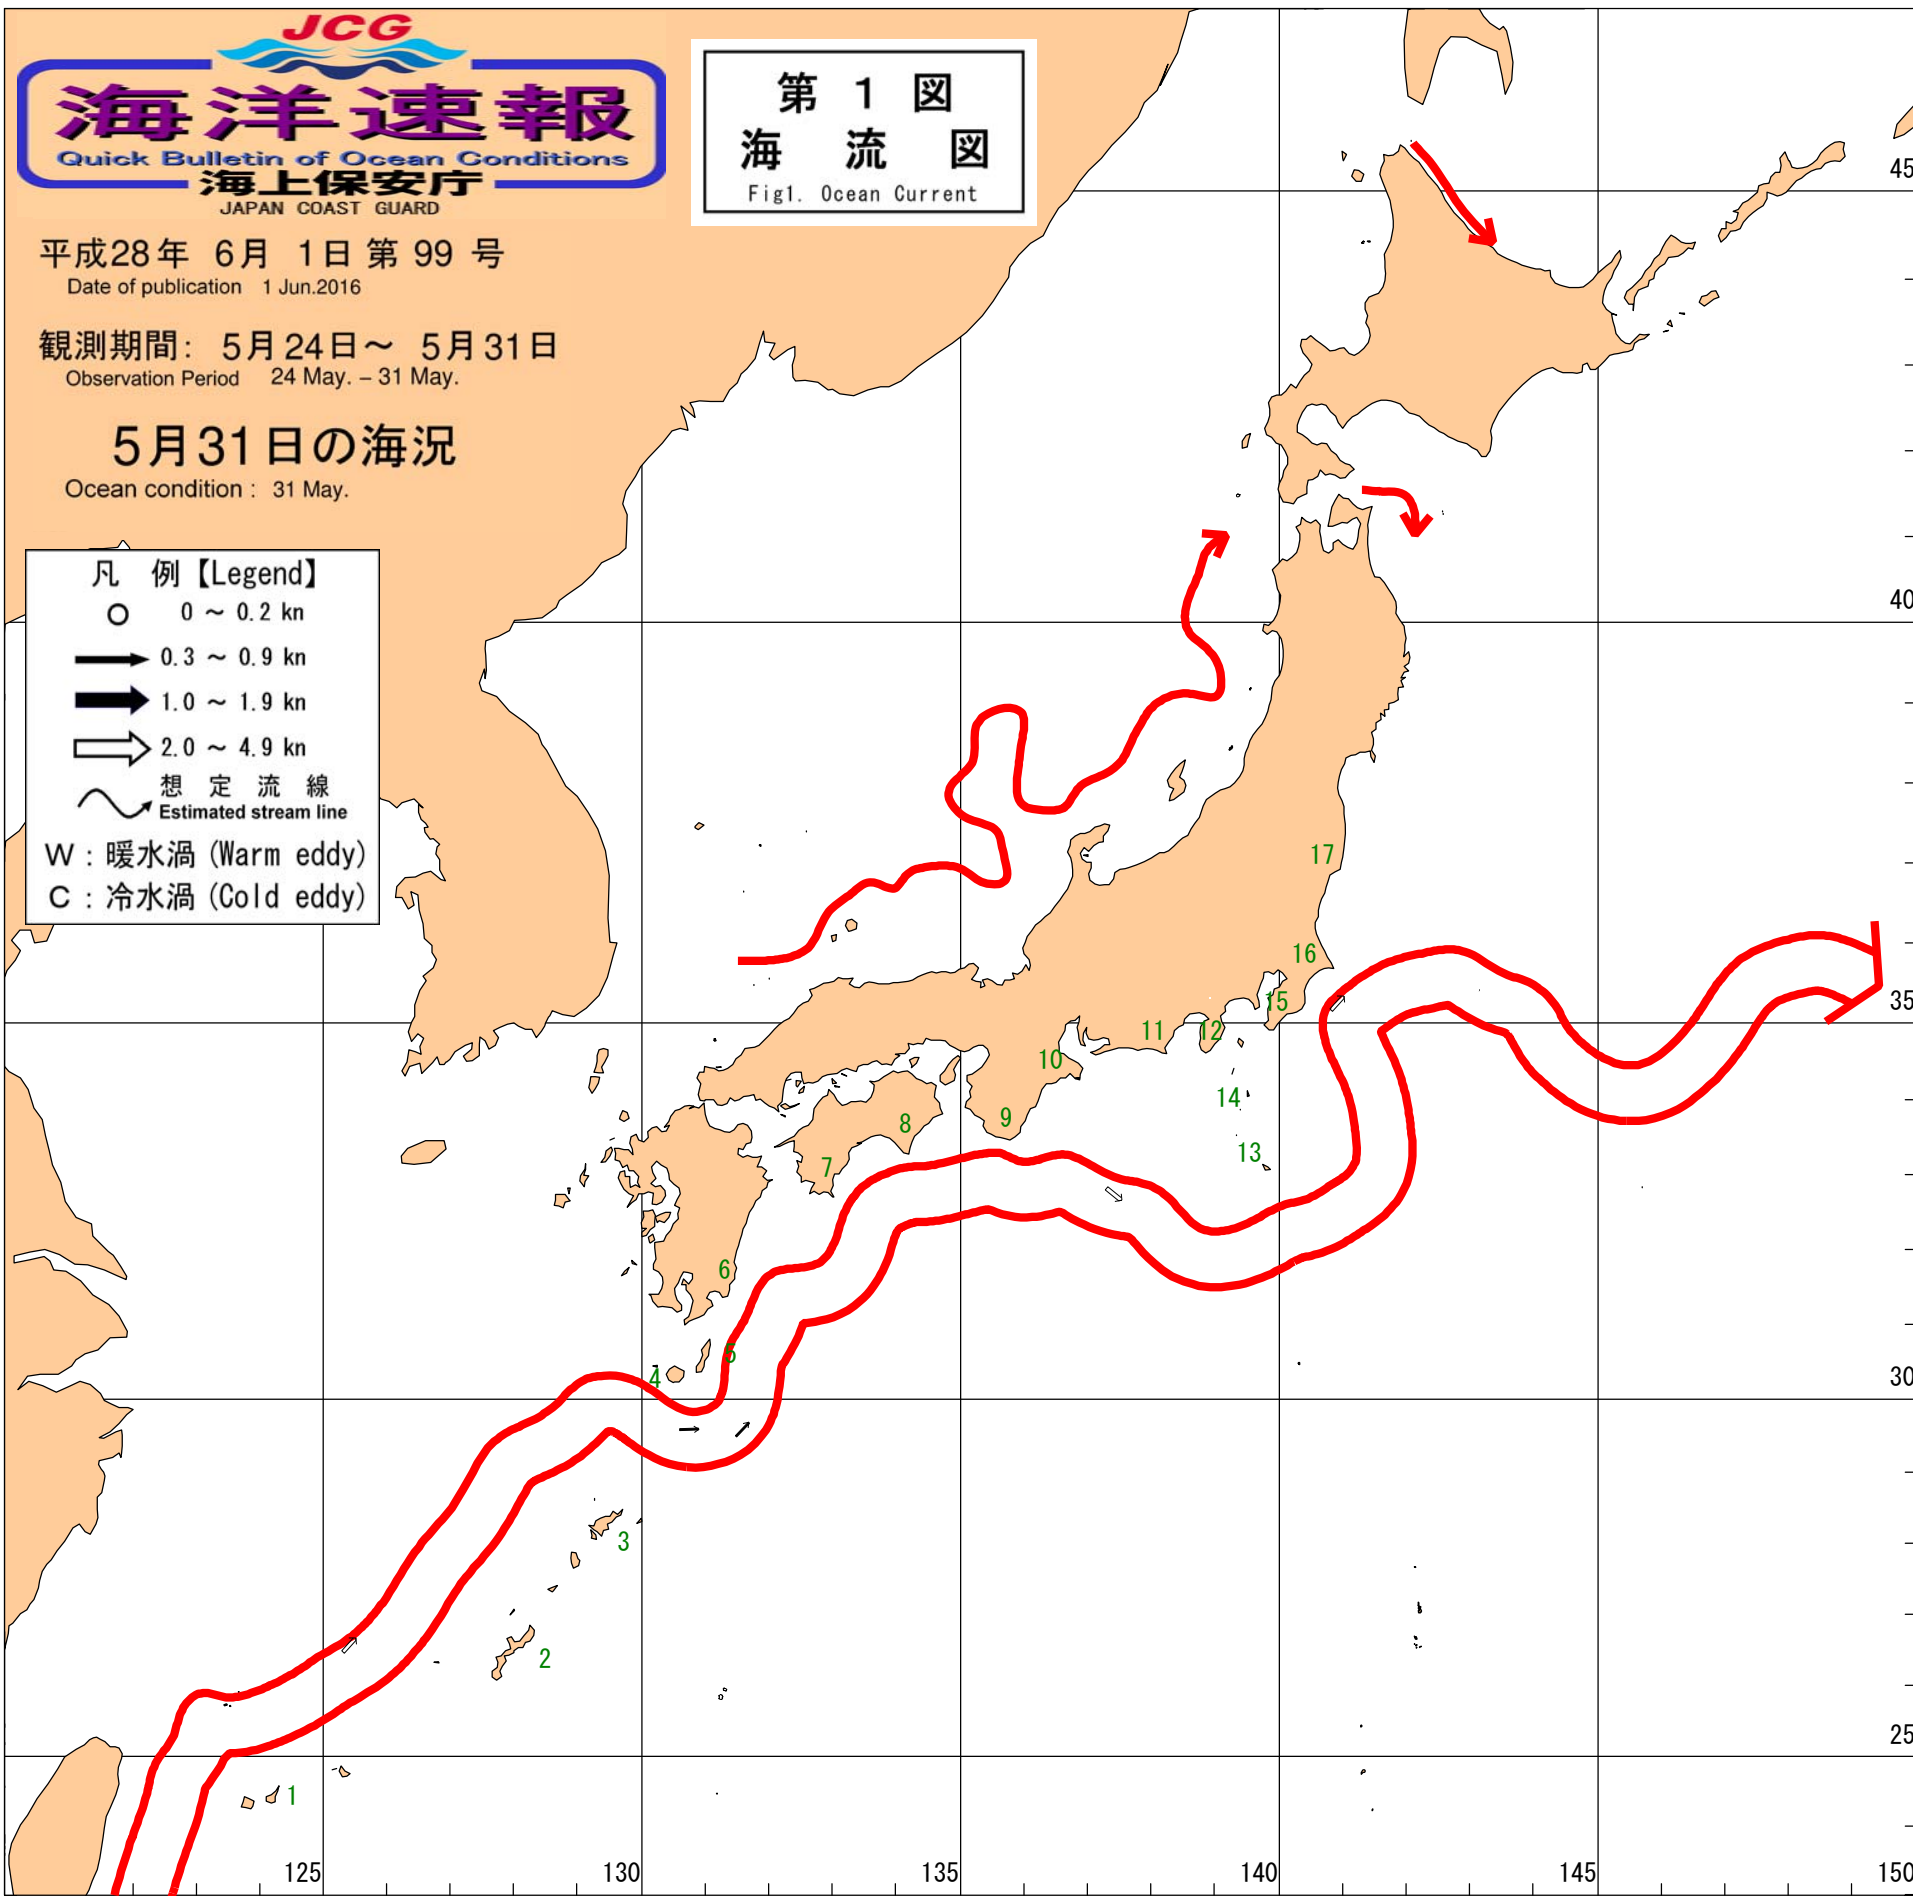 JCG
海洋速報
Quick Bulletin of Ocean Conditions
海上保安庁
JAPAN COAST GUARD
平成28年 6月 1日 第 99 号
Date of publication 1 Jun.2016
観測期間: 5月24日~ 5月31日
Observation Period 24 May. – 31 May.
5月31日の海況
Ocean condition : 31 May.
第 1 図
海 流 図
Fig1. Ocean Current
凡 例【Legend】
0 ~ 0.2 kn
0.3 ~ 0.9 kn
1.0 ~ 1.9 kn
2.0 ~ 4.9 kn
想 定 流 線
Estimated stream line
W : 暖水渦 (Warm eddy)
C : 冷水渦 (Cold eddy)
45
40
35
30
25
17
16
15
12
11
10
14
13
9
8
7
6
5
4
3
2
1
125
130
135
140
145
150